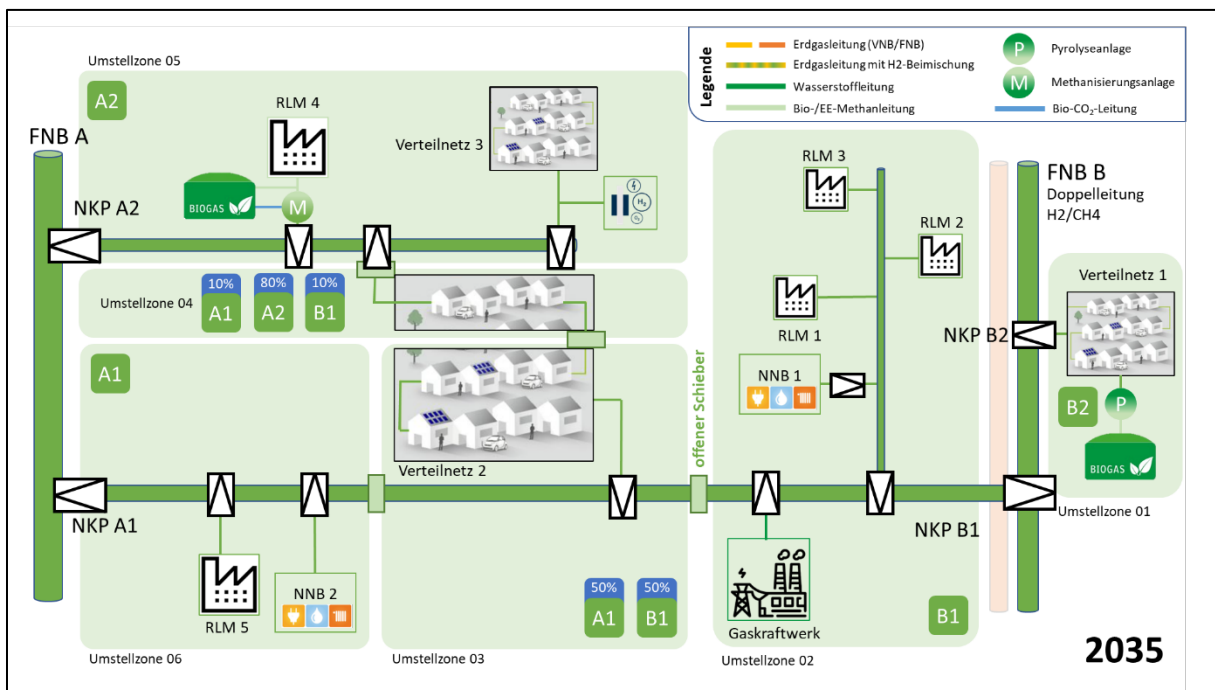 Umstellzone 05
A2
RLM 4
FNB A
BIOGAS
M
NKP A2
Verteilnetz 3
H2
O2
Legende
Erdgasleitung (VNB/FNB)
Erdgasleitung mit H2-Beimischung
Wasserstoffleitung
Bio-/EE-Methanleitung
P
Pyrolyseanlage
M
Methanisierungsanlage
Bio-CO₂-Leitung
RLM 3
RLM 2
RLM 1
NNB 1
FNB B
Doppelleitung
H2/CH4
Verteilnetz 1
NKP B2
B2
P
BIOGAS
Umstellzone 01
Umstellzone 04
10%
80%
10%
A1
A2
B1
A1
Verteilnetz 2
offener Schieber
NKP A1
NKP B1
RLM 5
NNB 2
50%
50%
A1
B1
Gaskraftwerk
B1
Umstellzone 06
Umstellzone 03
Umstellzone 02
2035